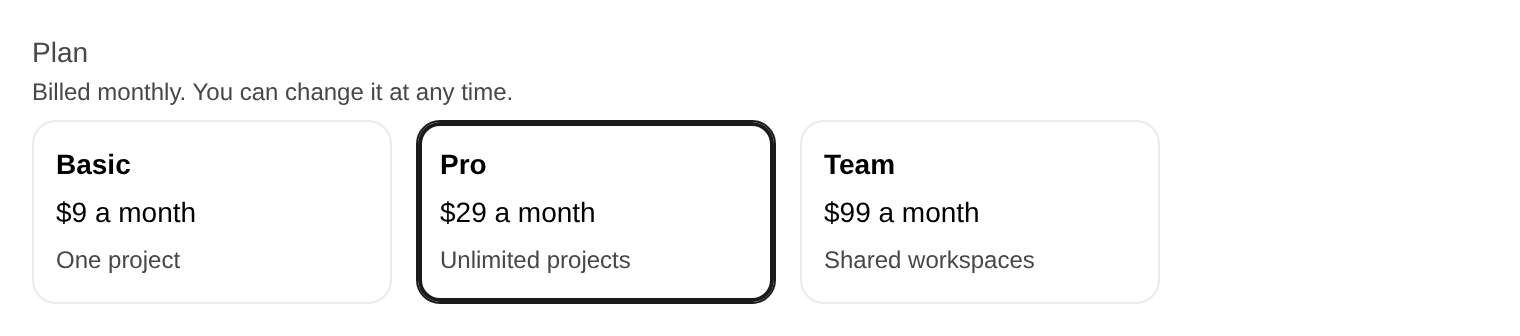 Plan
Billed monthly. You can change it at any time.
Basic
$9 a month
One project
Pro
$29 a month
Unlimited projects
Team
$99 a month
Shared workspaces